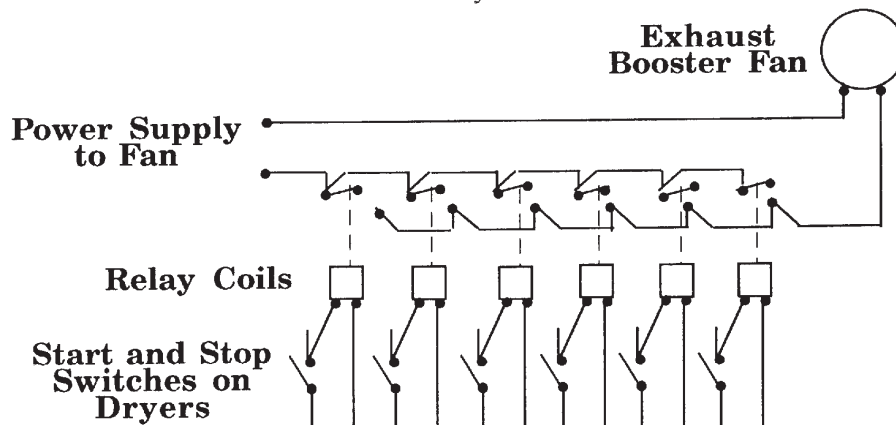 Exhaust
Booster Fan
Power Supply
to Fan
Relay Coils
Start and Stop
Switches on
Dryers